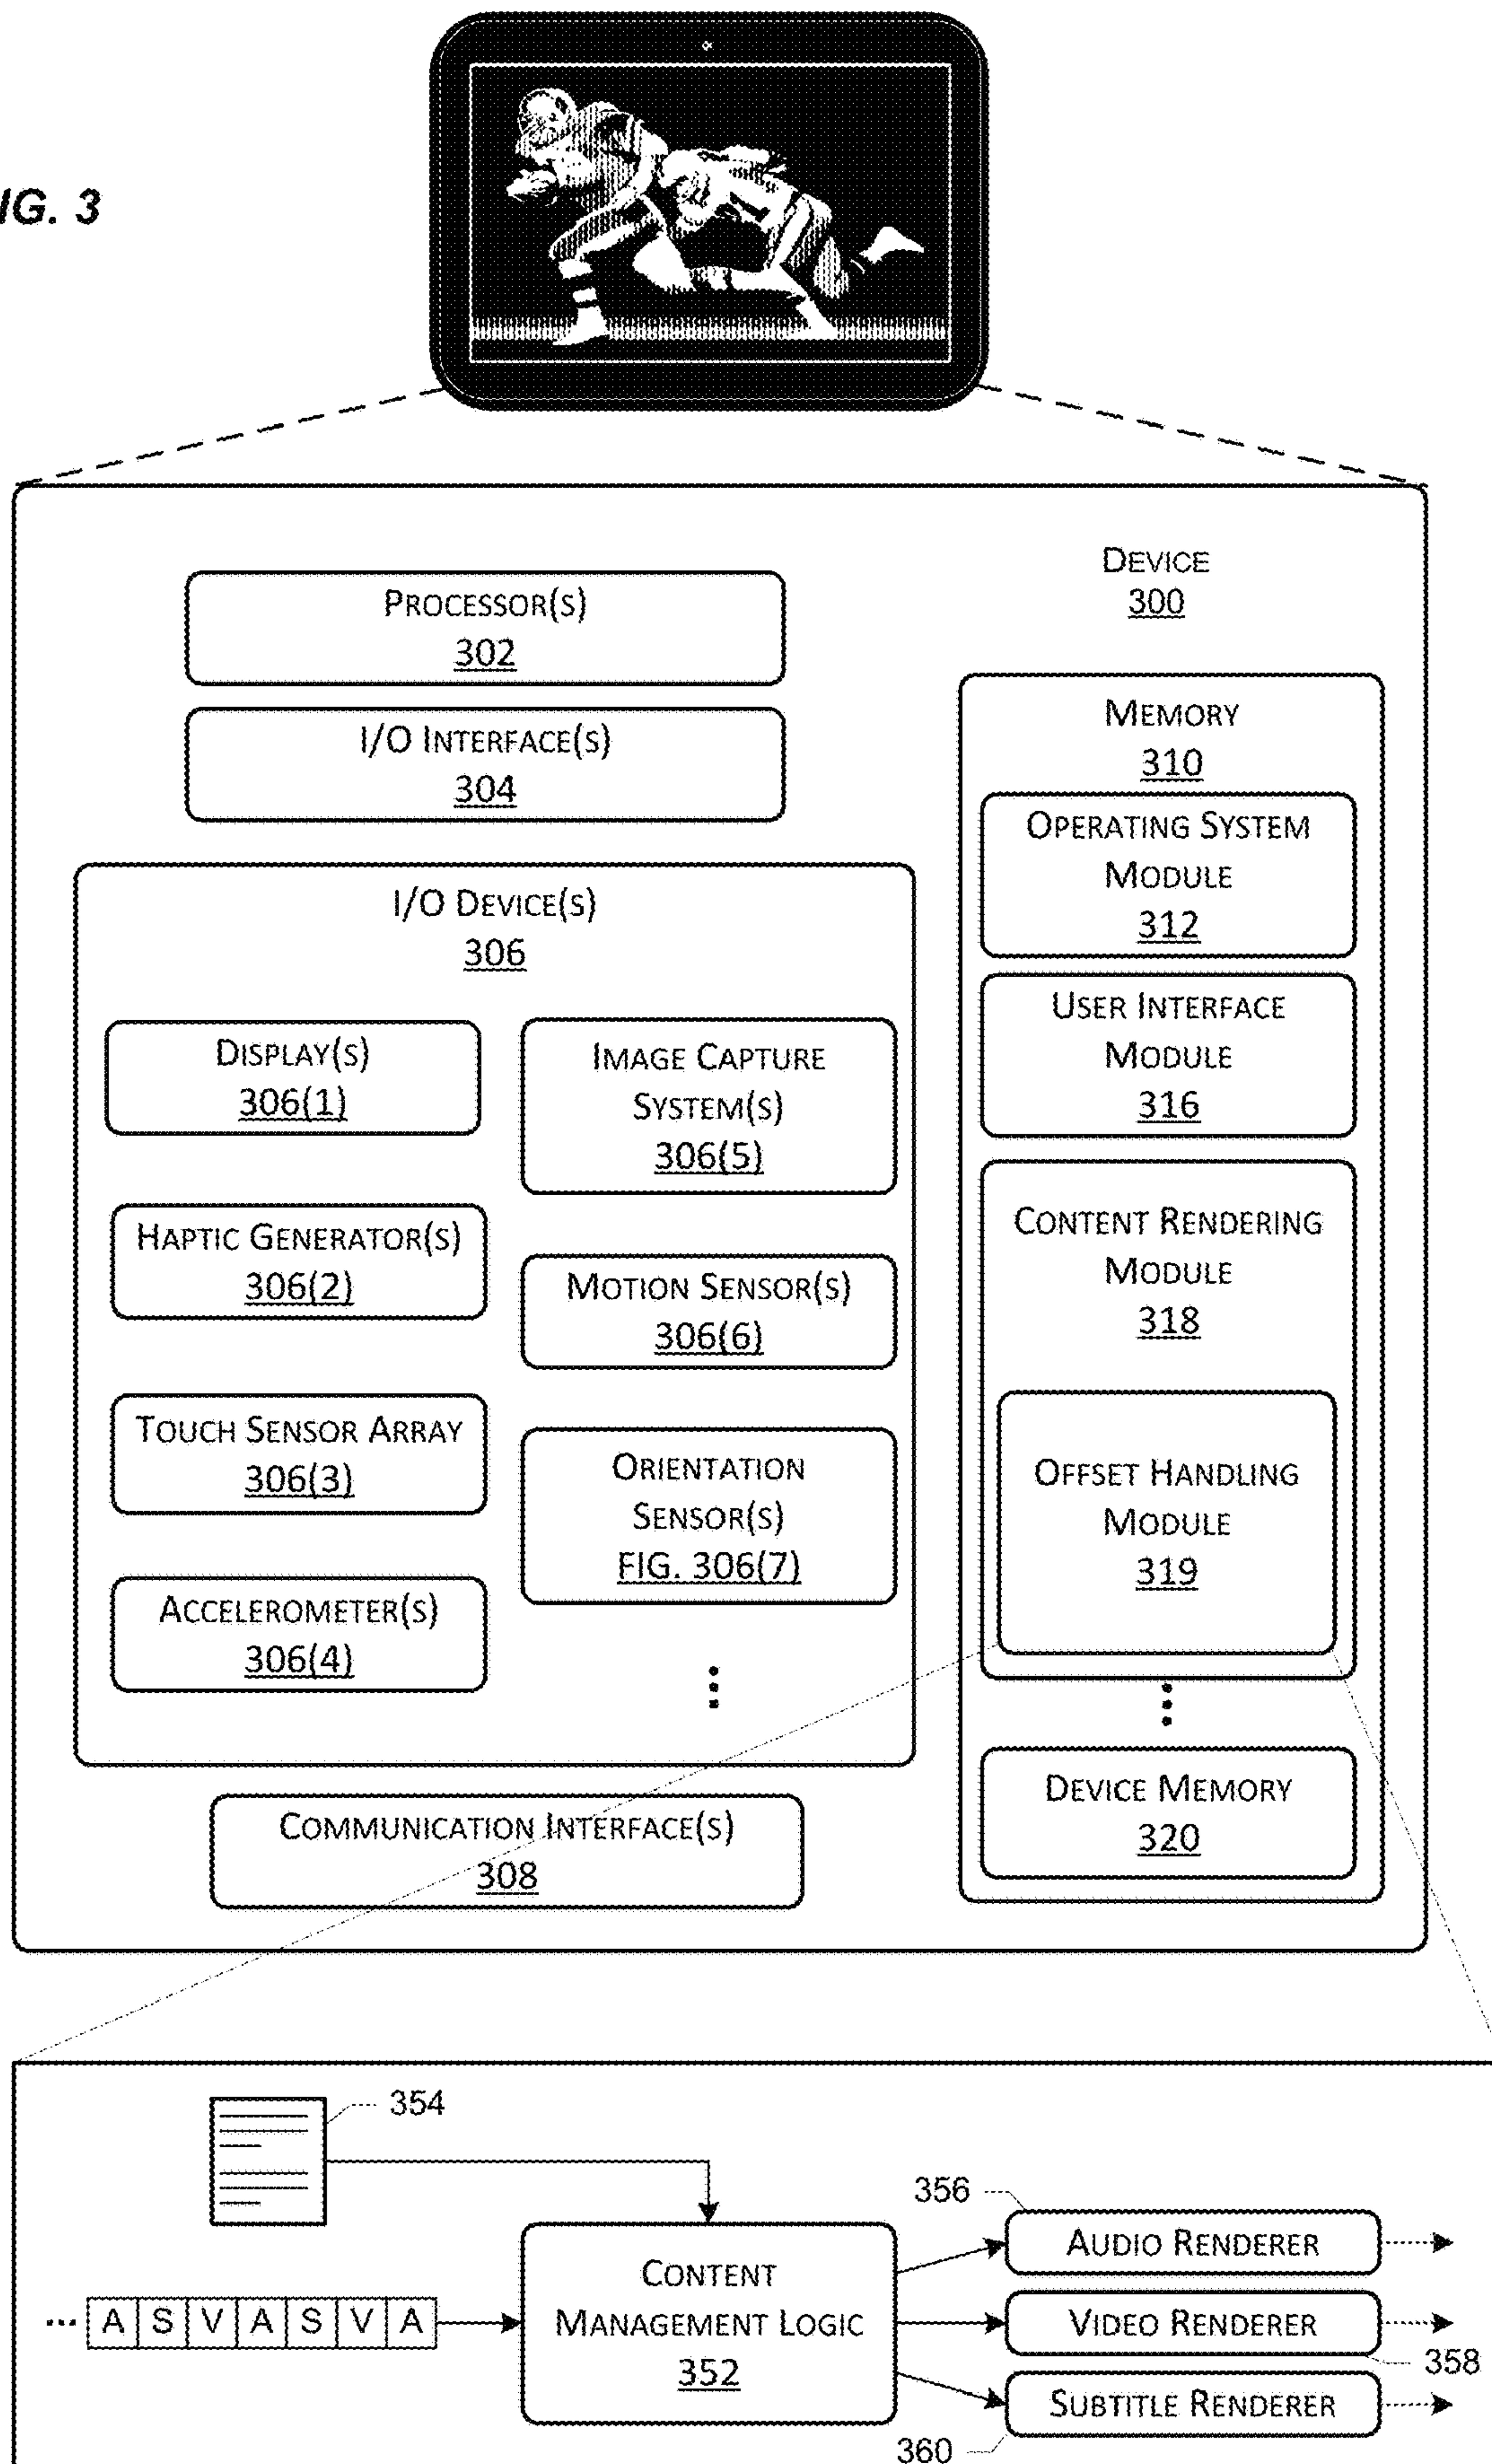 IG. 3
21
DEVICE
300
PROCESSOR(S)
302
I/O INTERFACE(S)
304
I/O DEVICE(S)
306
DISPLAY(S)
306(1)
HAPTIC GENERATOR(S)
306(2)
TOUCH SENSOR ARRAY
306(3)
ACCELEROMETER(S)
306(4)
IMAGE CAPTURE
SYSTEM(S)
306(5)
MOTION SENSOR(S)
306(6)
ORIENTATION
SENSOR(S)
FIG. 306(7)
⋮
COMMUNICATION INTERFACE(S)
308
MEMORY
310
OPERATING SYSTEM
MODULE
312
USER INTERFACE
MODULE
316
CONTENT RENDERING
MODULE
318
OFFSET HANDLING
MODULE
319
⋮
DEVICE MEMORY
320
354
... A S V A S V A
CONTENT
MANAGEMENT LOGIC
352
356
AUDIO RENDERER
VIDEO RENDERER
358
SUBTITLE RENDERER
360